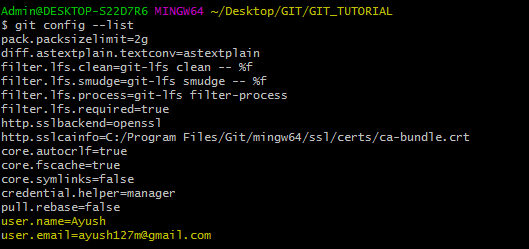 Admin@DESKTOP-S22D7R6 MINGW64 ~/Desktop/GIT/GIT_TUTORIAL
$ git config --list
pack.packsizelimit=2g
diff.astextplain.textconv=astextplain
filter.lfs.clean=git-lfs clean -- %f
filter.lfs.smudge=git-lfs smudge -- %f
filter.lfs.process=git-lfs filter-process
filter.lfs.required=true
http.sslbackend=openssl
http.sslcainfo=C:/Program Files/Git/mingw64/ssl/certs/ca-bundle.crt
core.autocrlf=true
core.fscache=true
core.symlinks=false
credential.helper=manager
pull.rebase=false
user.name=Ayush
user.email=ayush127m@gmail.com